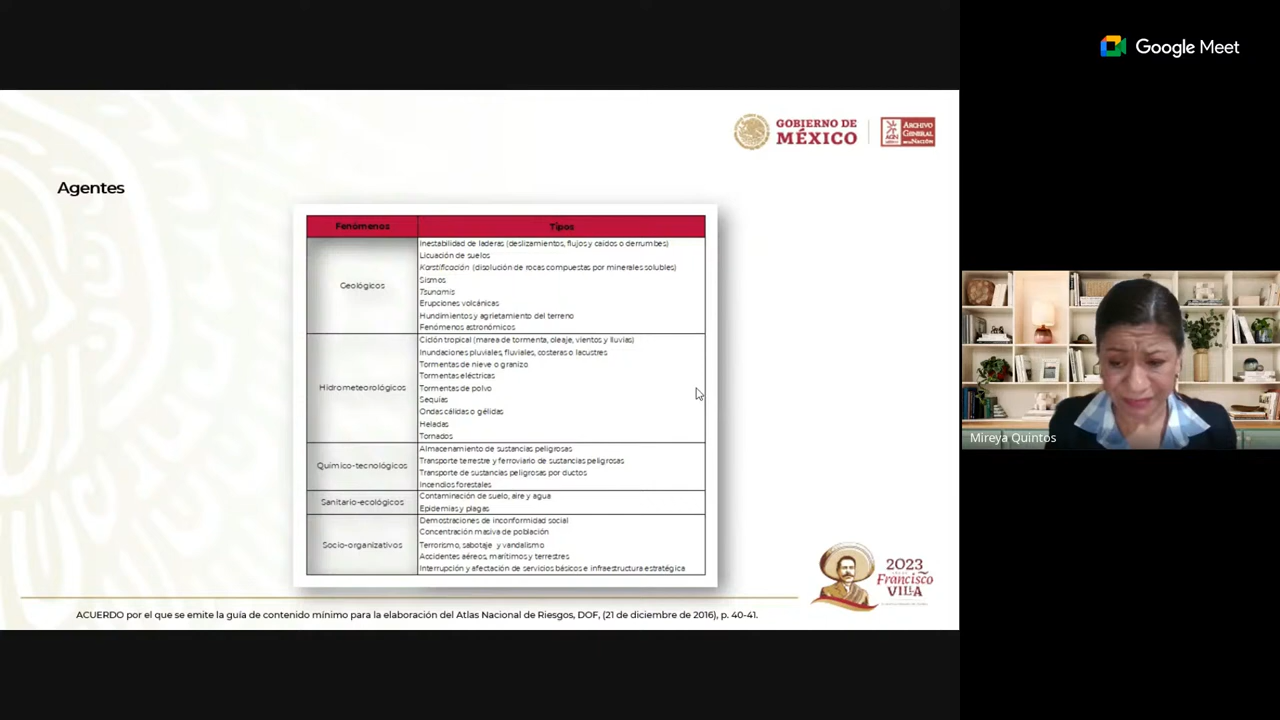 Google Meet
GOBIERNO DE
MÉXICO
ARCHIVO
GENERAL
DE LA NACIÓN
Agentes
Fenómenos
Tipos
Geológicos
Inestabilidad de laderas (deslizamientos, flujos y caídos o derrumbes)
Licuación de suelos
Karstificación (disolución de rocas compuestas por minerales solubles)
Sismos
Tsunamis
Erupciones volcánicas
Hundimientos y agrietamiento del terreno
Fenómenos astronómicos
Hidrometeorológicos
Ciclón tropical (marea de tormenta, oleaje, vientos y lluvias)
Inundaciones pluviales, fluviales, costeras o lacustres
Tormentas de nieve o granizo
Tormentas eléctricas
Tormentas de polvo
Sequías
Ondas cálidas o gélidas
Heladas
Tornados
Químico-tecnológicos
Almacenamiento de sustancias peligrosas
Transporte terrestre y ferroviario de sustancias peligrosas
Transporte de sustancias peligrosas por ductos
Incendios forestales
Sanitario-ecológicos
Contaminación de suelo, aire y agua
Epidemias y plagas
Socio-organizativos
Demostraciones de inconformidad social
Concentración masiva de población
Terrorismo, sabotaje y vandalismo
Accidentes aéreos, marítimos y terrestres
Interrupción y afectación de servicios básicos e infraestructura estratégica
Mireya Quintos
2023
Francisco
VILLA
ACUERDO por el que se emite la guía de contenido mínimo para la elaboración del Atlas Nacional de Riesgos, DOF, (21 de diciembre de 2016), p. 40-41.